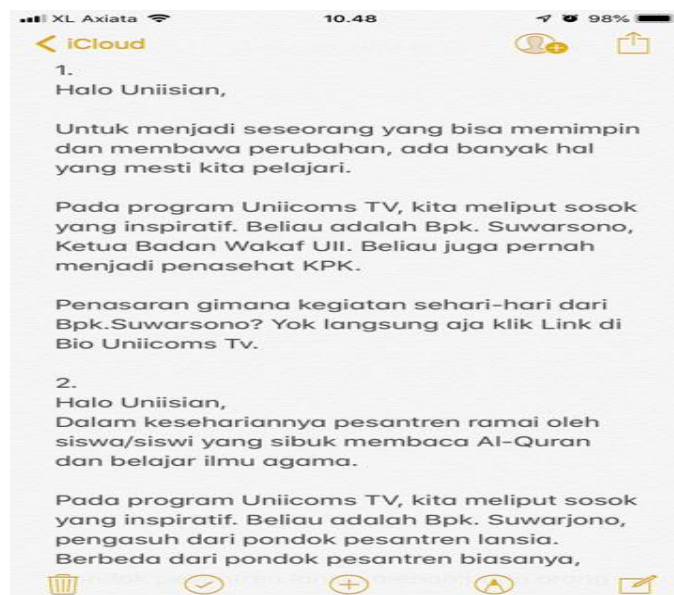 XL Axiata 10.48 98%
iCloud
1.
Halo Uniisian,
Untuk menjadi seseorang yang bisa memimpin
dan membawa perubahan, ada banyak hal
yang mesti kita pelajari.
Pada program Uniicoms TV, kita meliput sosok
yang inspiratif. Beliau adalah Bpk. Suwarsono,
Ketua Badan Wakaf UII. Beliau juga pernah
menjadi penasehat KPK.
Penasaran gimana kegiatan sehari-hari dari
Bpk.Suwarsono? Yok langsung aja klik Link di
Bio Uniicoms Tv.
2.
Halo Uniisian,
Dalam kesehariannya pesantren ramai oleh
siswa/siswi yang sibuk membaca Al-Quran
dan belajar ilmu agama.
Pada program Uniicoms TV, kita meliput sosok
yang inspiratif. Beliau adalah Bpk. Suwarjono,
pengasuh dari pondok pesantren lansia.
Berbeda dari pondok pesantren biasanya,